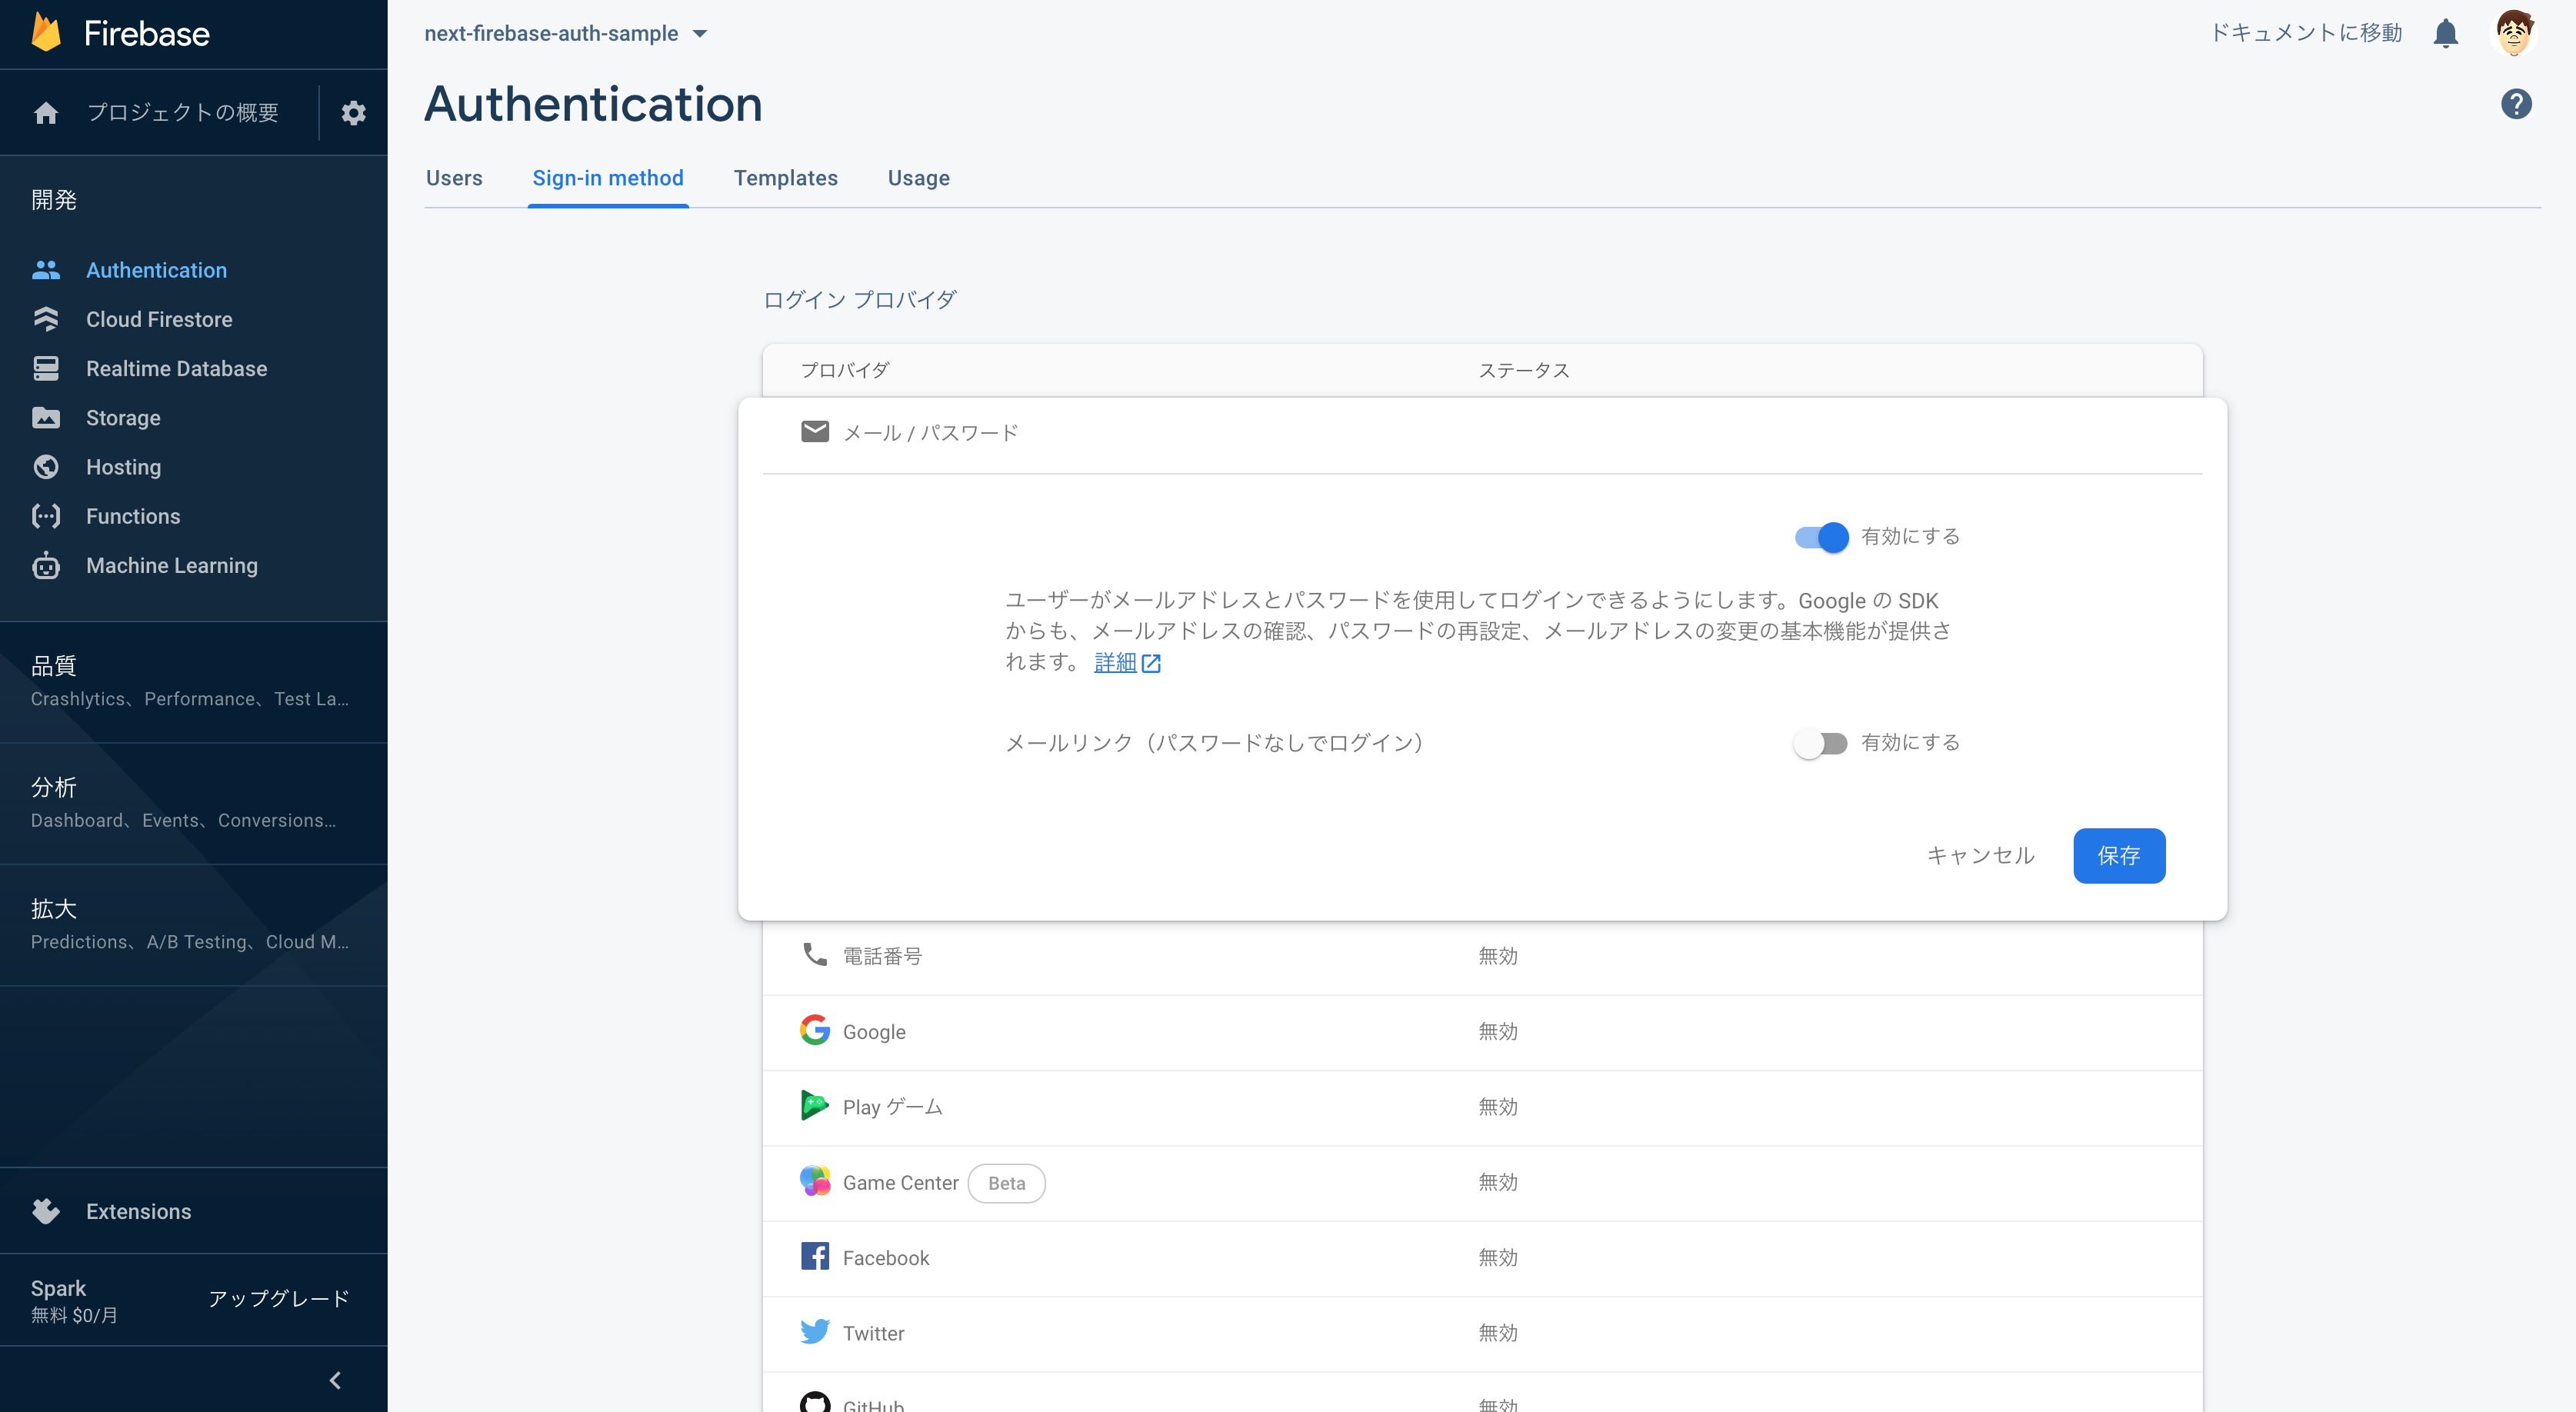 Firebase
プロジェクトの概要
開発
Authentication
Cloud Firestore
Realtime Database
Storage
Hosting
Functions
Machine Learning
品質
Crashlytics、Performance、Test La...
分析
Dashboard、Events、Conversions...
拡大
Predictions、A/B Testing、Cloud M...
Extensions
Spark
無料 $0/月
アップグレード
next-firebase-auth-sample
ドキュメントに移動
Authentication
Users
Sign-in method
Templates
Usage
ログイン プロバイダ
プロバイダ
ステータス
メール / パスワード
有効にする
ユーザーがメールアドレスとパスワードを使用してログインできるようにします。Google の SDK
からも、メールアドレスの確認、パスワードの再設定、メールアドレスの変更の基本機能が提供さ
れます。 詳細
メールリンク（パスワードなしでログイン）
有効にする
キャンセル
保存
電話番号
無効
Google
無効
Play ゲーム
無効
Game Center
Beta
無効
Facebook
無効
Twitter
無効
GitHub
無効